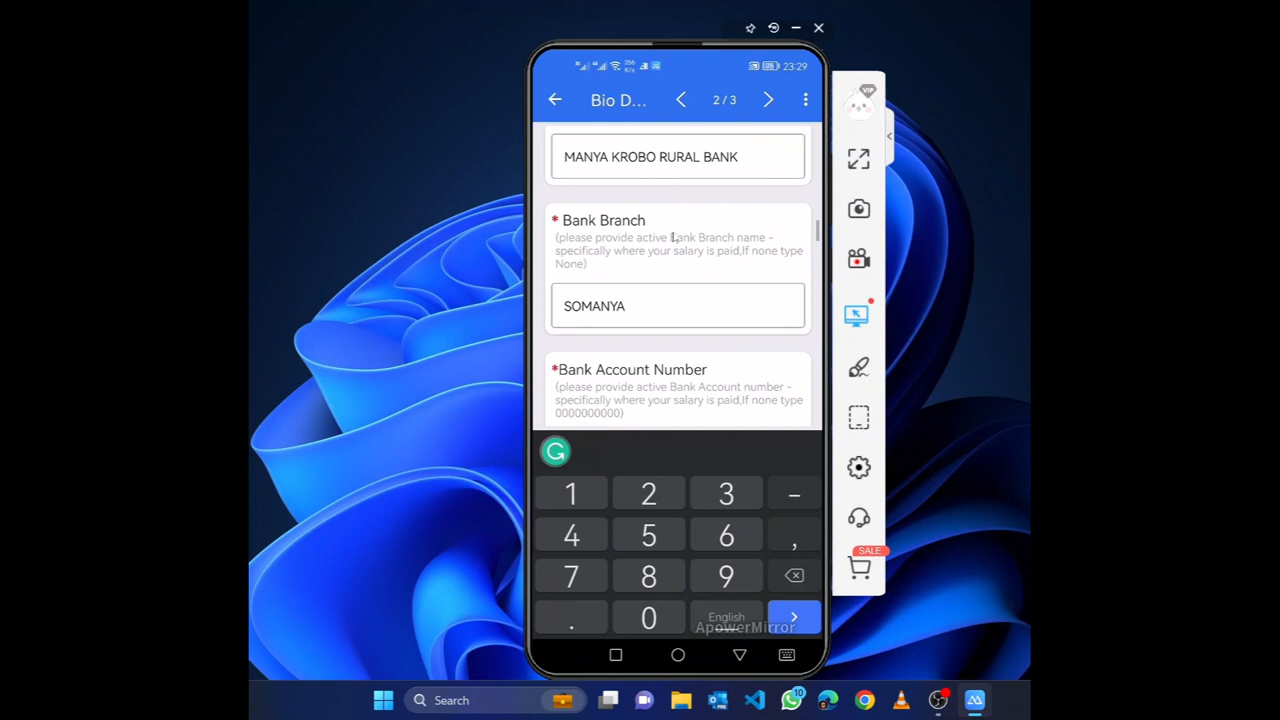 VIP
266
K/s
23:29
Bio D...
2 / 3
MANYA KROBO RURAL BANK
* Bank Branch
(please provide active Bank Branch name –
specifically where your salary is paid,If none type
None)
SOMANYA
*Bank Account Number
(please provide active Bank Account number –
specifically where your salary is paid,If none type
0000000000)
1 2 3 –
4 5 6 ,
7 8 9
. 0 English
ApowerMirror
SALE
Search
10